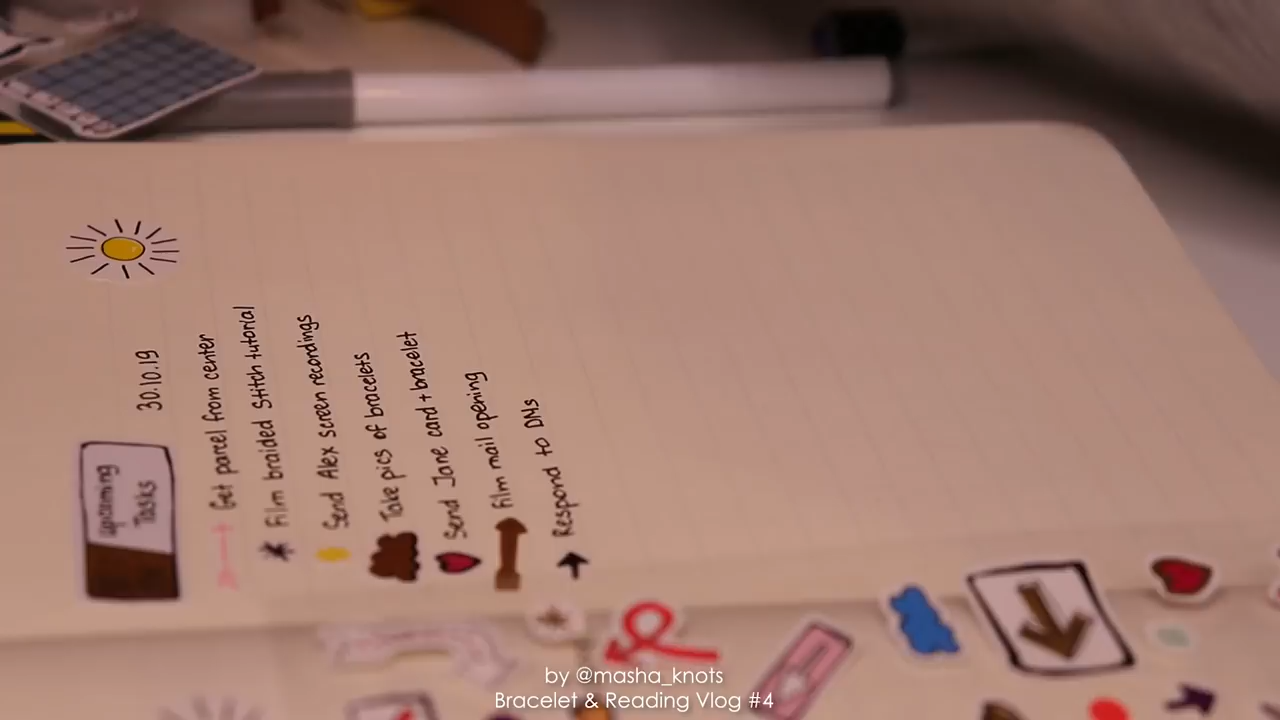 Upcoming
Tasks
30.10.19
Get parcel from center
Film braided Stitch tutorial
Send Alex screen recordings
Take pics of bracelets
Send Jane card + bracelet
Film mail opening
Respond to DMs
by @masha_knots
Bracelet & Reading Vlog #4